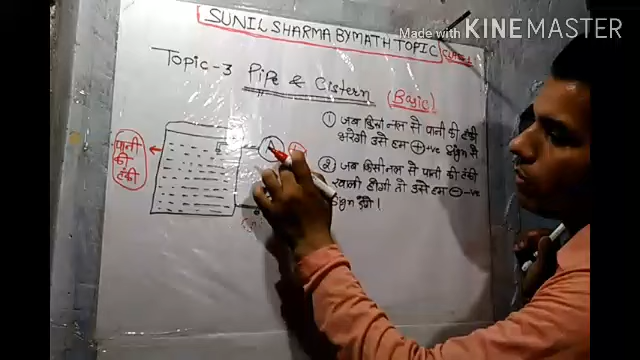 Made with KINEMASTER
SUNIL SHARMA BY MATH TOPIC
Topic-3 Pipe & Cistern (Basic)
① जब किसी नल से पानी की टंकी
भरेगी उसे हम ⊕+ve Sign से
② जब किसी नल से पानी की टंकी
खाली होगी तो उसे हम ⊖-ve
Sign देंगे।
पानी
की
टंकी
A